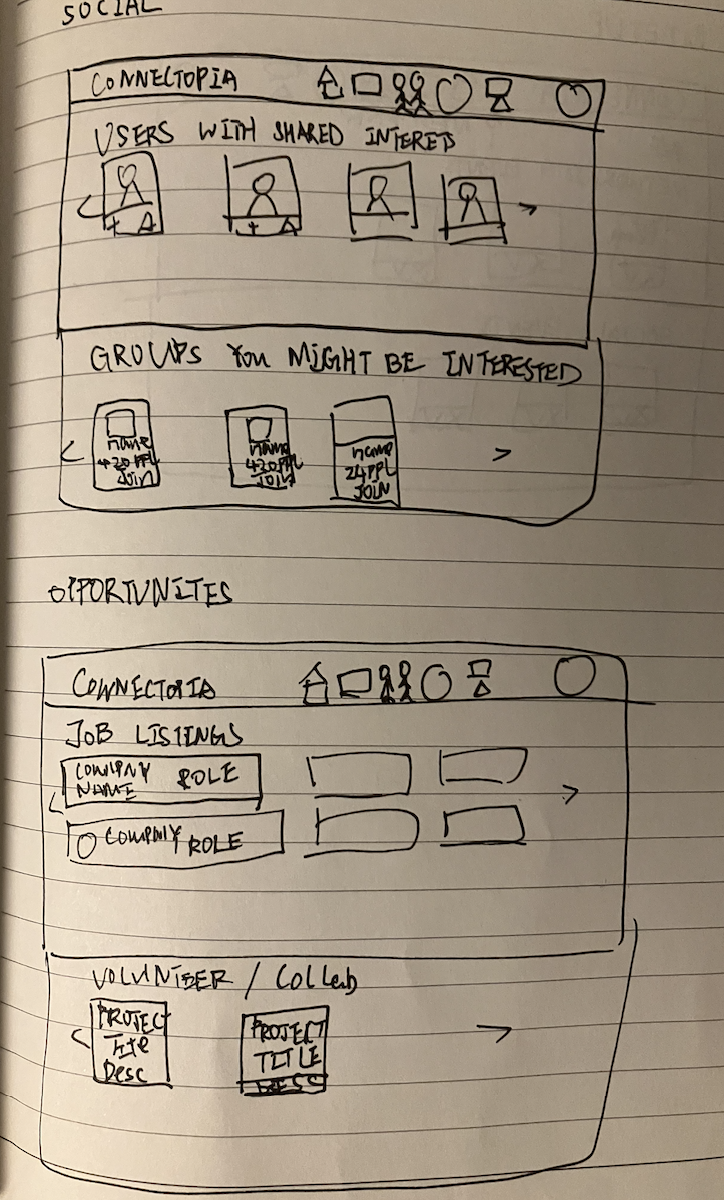 SOCIAL
CONNECTOPIA
USERS WITH SHARED INTERETS
+ A
+ A
GROUPS YOU MIGHT BE INTERESTED
name
420 PPL
Join
name
420 PPL
JOIN
name
24 PPL
JOIN
OPPORTUNITES
CONNECTOPIA
JOB LISTINGS
COMPANY NAME ROLE
COMPANY ROLE
VOLUNTEER / Collab
PROJECT
Title
Desc
PROJECT
TITLE
DESC